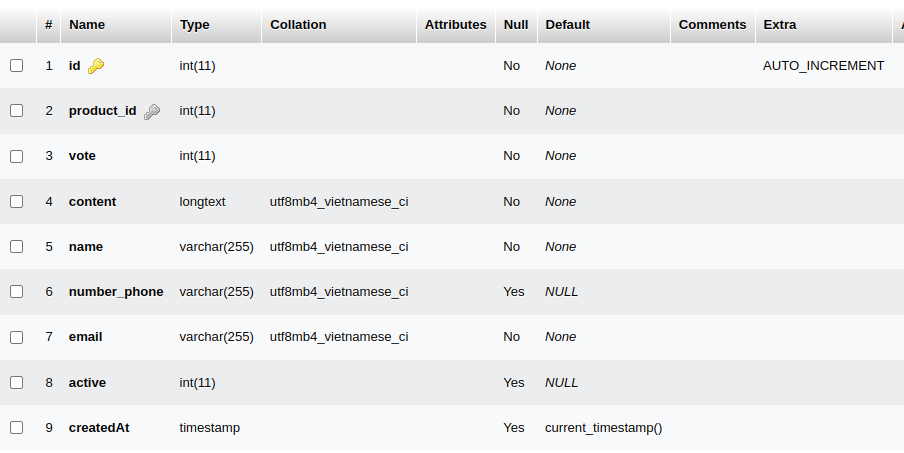 # Name Type Collation Attributes Null Default Comments Extra
1 id int(11) No None AUTO_INCREMENT
2 product_id int(11) No None
3 vote int(11) No None
4 content longtext utf8mb4_vietnamese_ci No None
5 name varchar(255) utf8mb4_vietnamese_ci No None
6 number_phone varchar(255) utf8mb4_vietnamese_ci Yes NULL
7 email varchar(255) utf8mb4_vietnamese_ci No None
8 active int(11) Yes NULL
9 createdAt timestamp Yes current_timestamp()